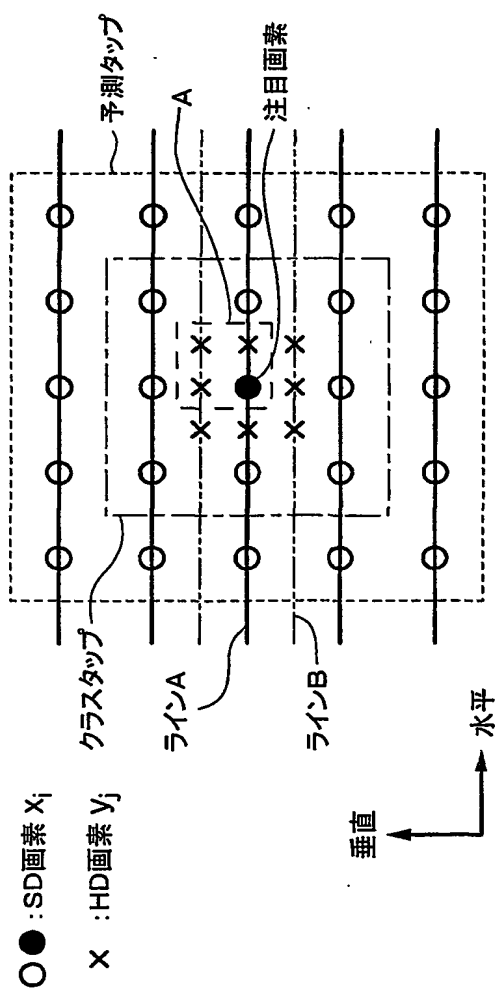 ○●:SD画素 xi
×:HD画素 yj
予測タップ
A
注目画素
クラスタップ
ラインA
ラインB
垂直
水平